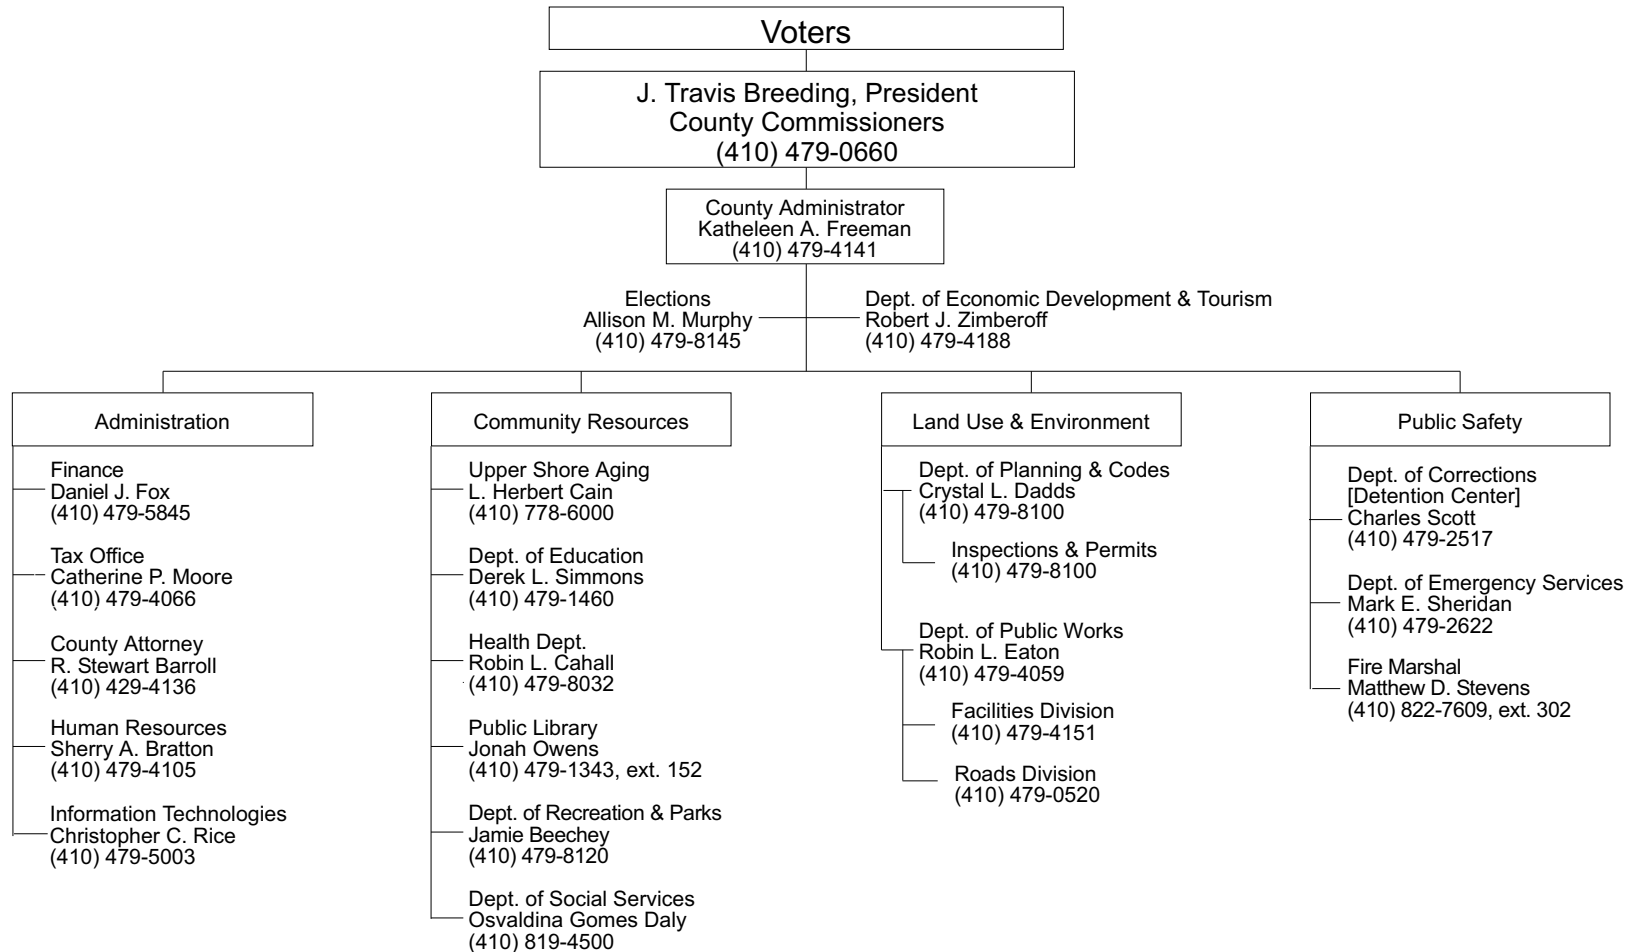 Voters
J. Travis Breeding, President
County Commissioners
(410) 479-0660
County Administrator
Katheleen A. Freeman
(410) 479-4141
Elections
Allison M. Murphy
(410) 479-8145
Dept. of Economic Development & Tourism
Robert J. Zimberoff
(410) 479-4188
Administration
Finance
Daniel J. Fox
(410) 479-5845
Tax Office
Catherine P. Moore
(410) 479-4066
County Attorney
R. Stewart Barroll
(410) 429-4136
Human Resources
Sherry A. Bratton
(410) 479-4105
Information Technologies
Christopher C. Rice
(410) 479-5003
Community Resources
Upper Shore Aging
L. Herbert Cain
(410) 778-6000
Dept. of Education
Derek L. Simmons
(410) 479-1460
Health Dept.
Robin L. Cahall
(410) 479-8032
Public Library
Jonah Owens
(410) 479-1343, ext. 152
Dept. of Recreation & Parks
Jamie Beechey
(410) 479-8120
Dept. of Social Services
Osvaldina Gomes Daly
(410) 819-4500
Land Use & Environment
Dept. of Planning & Codes
Crystal L. Dadds
(410) 479-8100
Inspections & Permits
(410) 479-8100
Dept. of Public Works
Robin L. Eaton
(410) 479-4059
Facilities Division
(410) 479-4151
Roads Division
(410) 479-0520
Public Safety
Dept. of Corrections
[Detention Center]
Charles Scott
(410) 479-2517
Dept. of Emergency Services
Mark E. Sheridan
(410) 479-2622
Fire Marshal
Matthew D. Stevens
(410) 822-7609, ext. 302